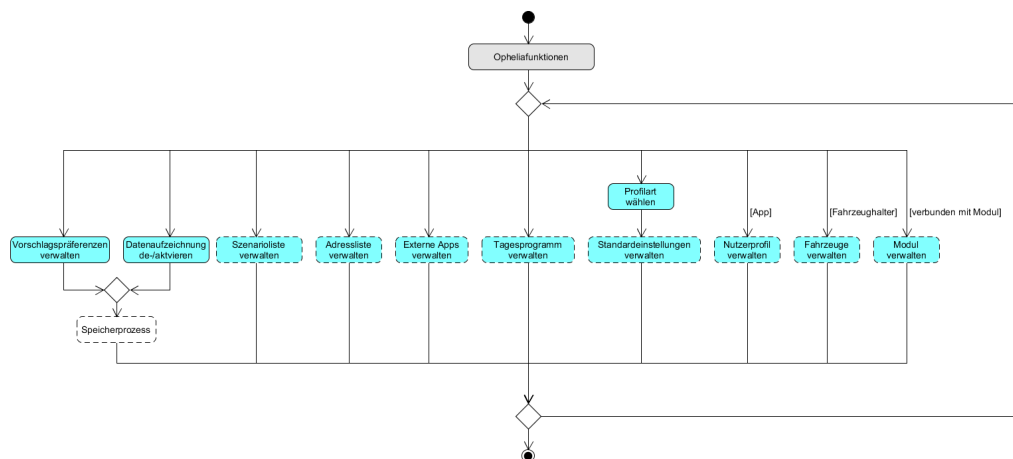 Opheliafunktionen
Profilart
wählen
[App]
[Fahrzeughalter]
[verbunden mit Modul]
Vorschlagspräferenzen
verwalten
Datenaufzeichnung
de-/aktvieren
Szenarioliste
verwalten
Adressliste
verwalten
Externe Apps
verwalten
Tagesprogramm
verwalten
Standardeinstellungen
verwalten
Nutzerprofil
verwalten
Fahrzeuge
verwalten
Modul
verwalten
Speicherprozess